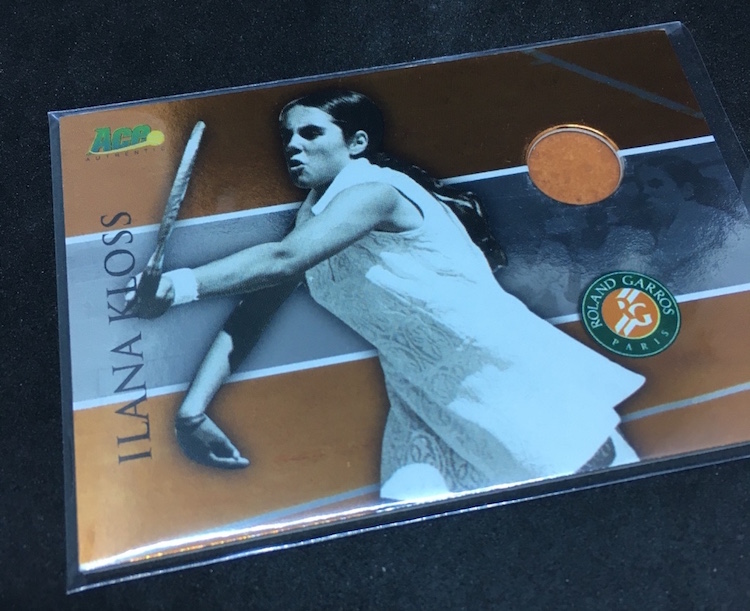 ACE
AUTHENTIC
ILANA KLOSS
ROLAND GARROS
RG
PARIS